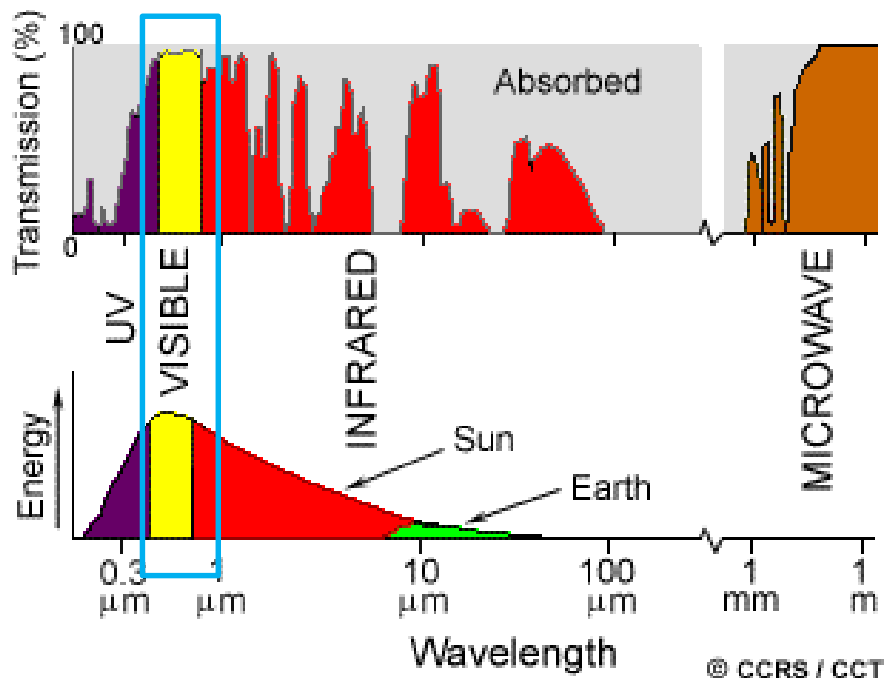 Transmission (%)
100
0
Absorbed
UV
VISIBLE
INFRARED
MICROWAVE
Energy
Sun
Earth
0.3
μm
1
μm
10
μm
100
μm
1
mm
1
m
Wavelength
© CCRS / CCT